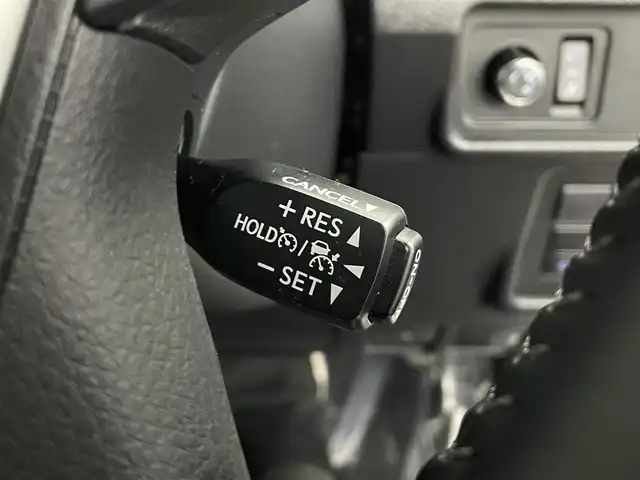 CANCEL▼
+ RES ▲
HOLD /
− SET ▼